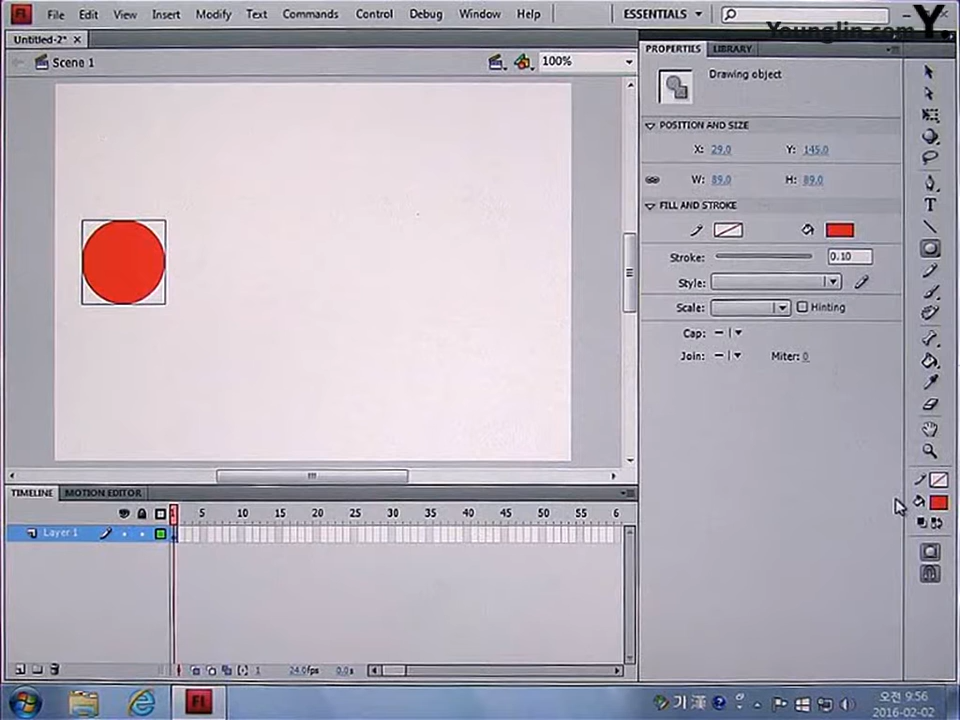 Fl File Edit View Insert Modify Text Commands Control Debug Window Help ESSENTIALS
Younglin.com Y.
Untitled-2* ×
Scene 1 100%
PROPERTIES LIBRARY
Drawing object
POSITION AND SIZE
X: 29.0 Y: 145.0
W: 89.0 H: 89.0
FILL AND STROKE
Stroke: 0.10
Style:
Scale: Hinting
Cap:
Join: Miter: 0
TIMELINE MOTION EDITOR
5 10 15 20 25 30 35 40 45 50 55 6
Layer 1
1 24.0fps 0.0s
Fl
가 漢
오전 9:56
2016-02-02